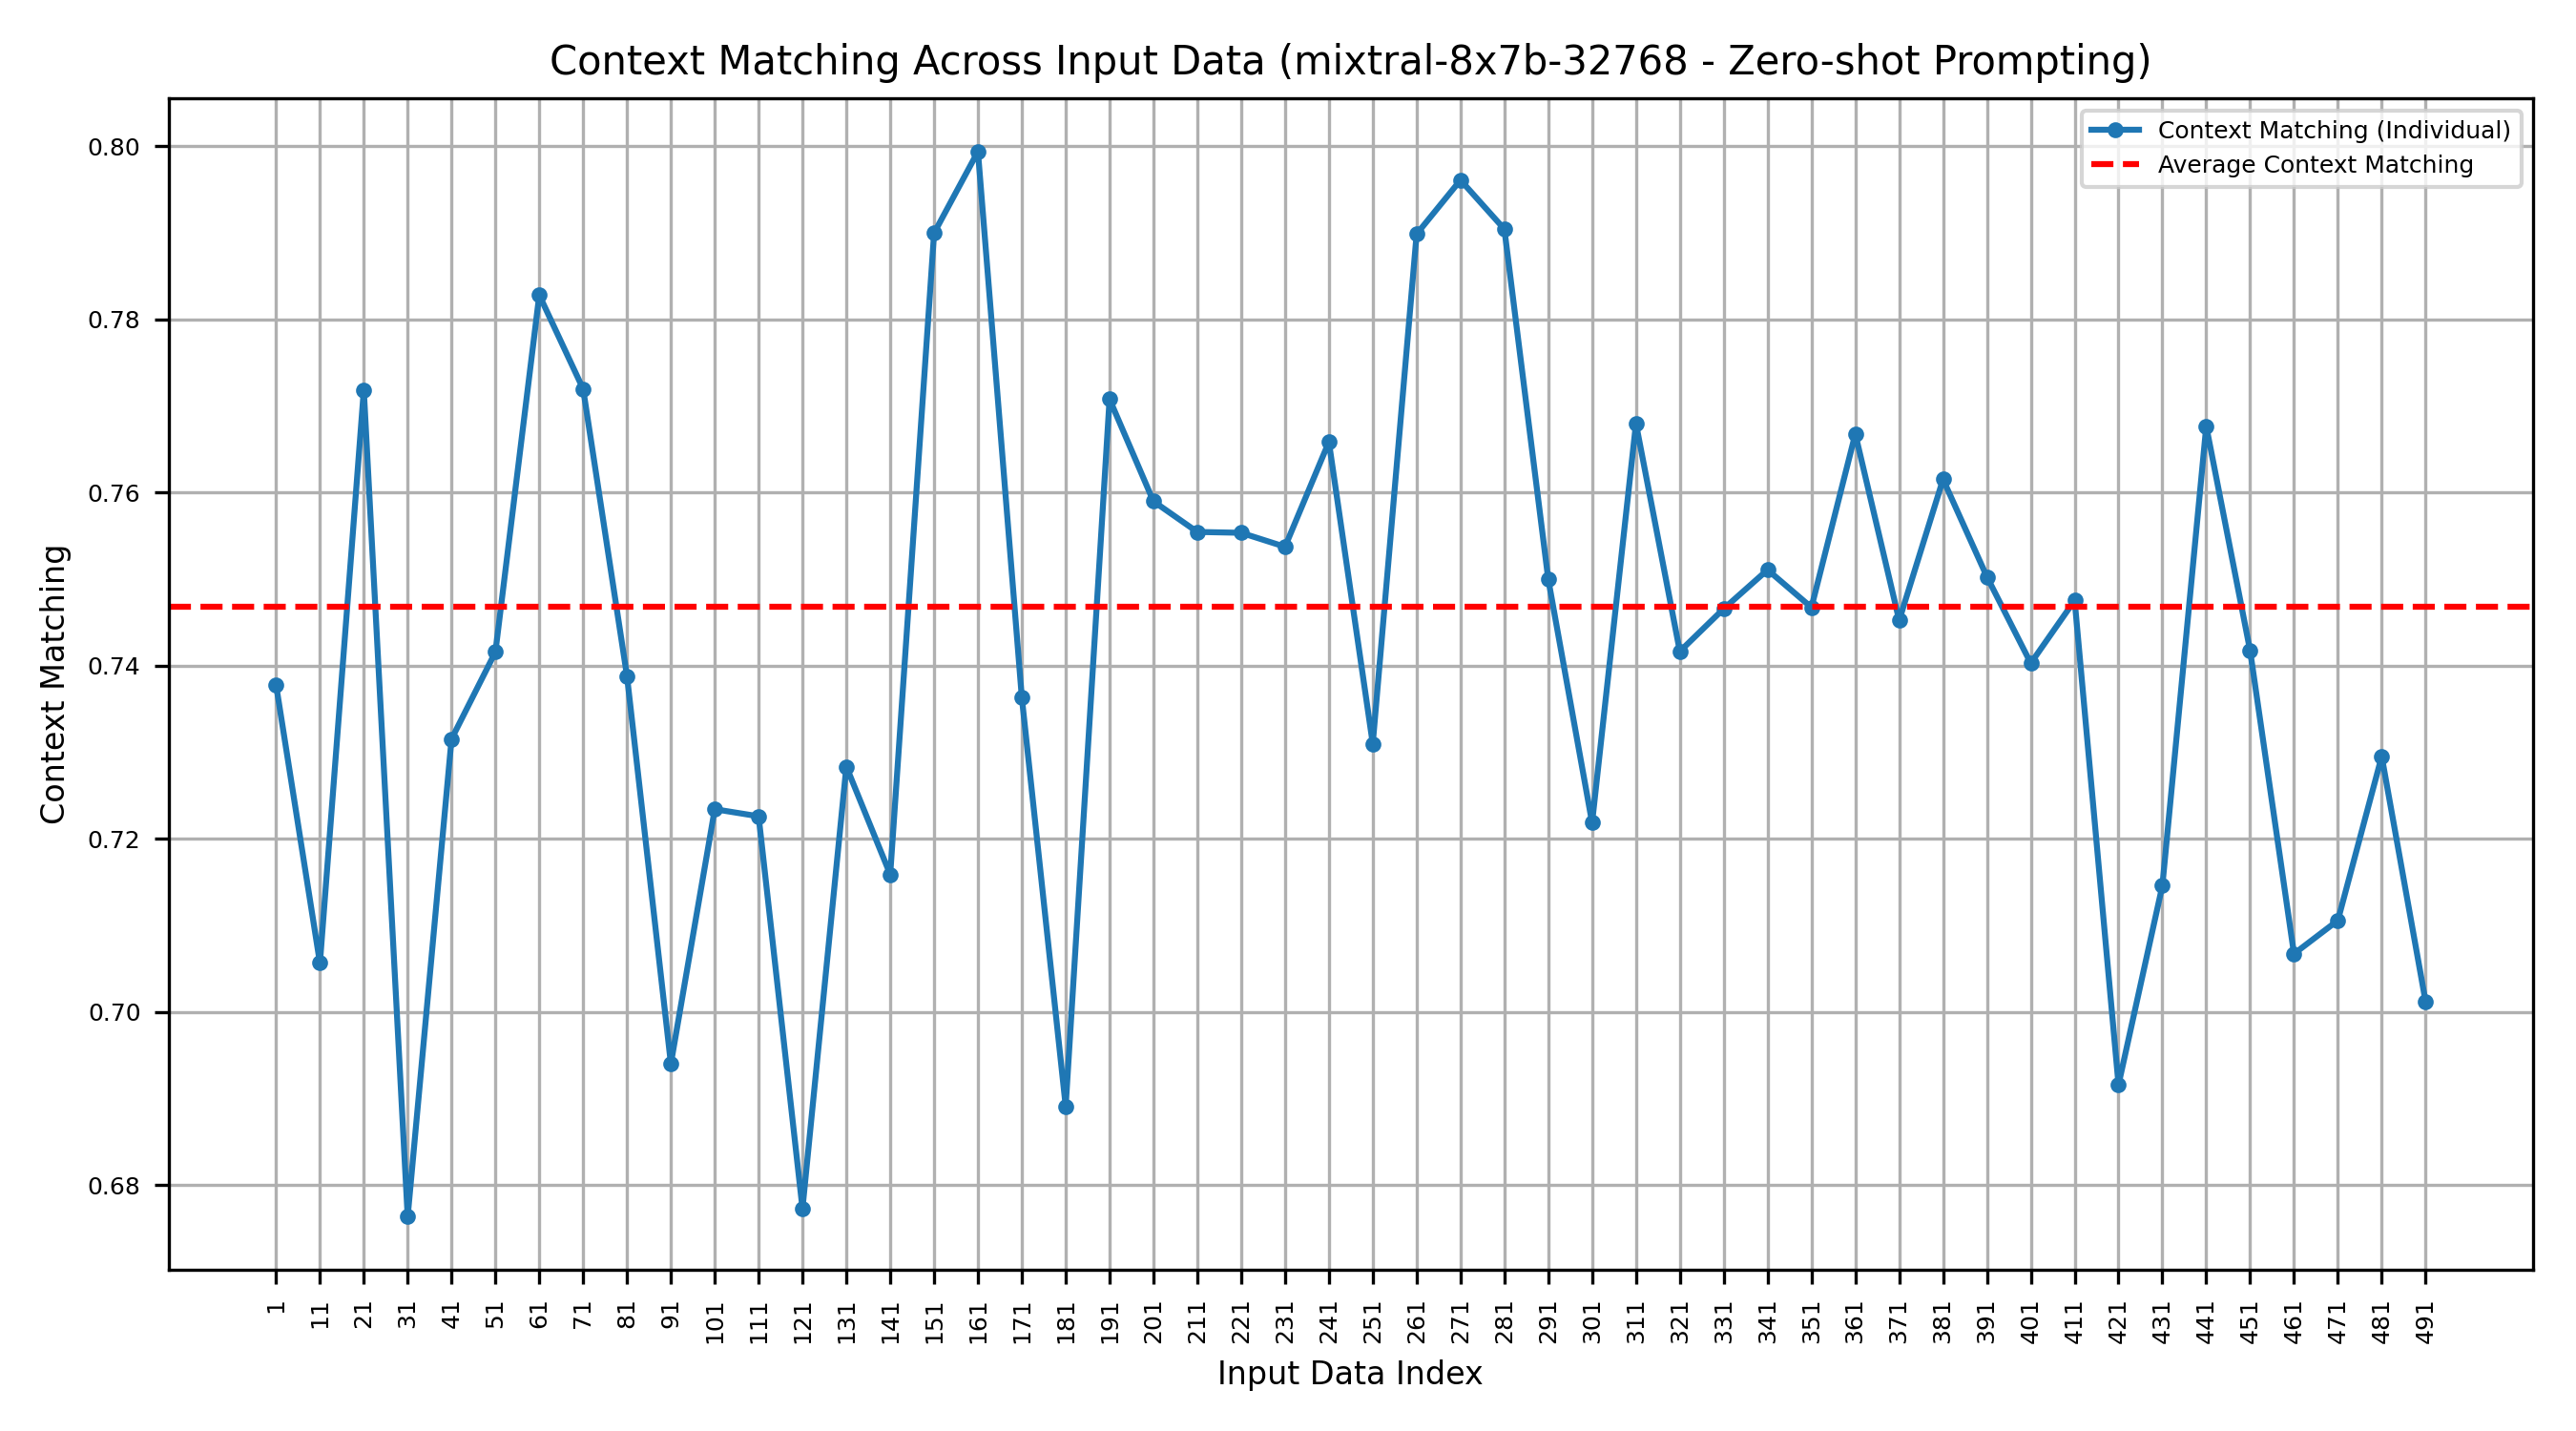 Context Matching Across Input Data (mixtral-8x7b-32768 - Zero-shot Prompting)
Context Matching (Individual)
Average Context Matching
Context Matching
0.80
0.78
0.76
0.74
0.72
0.70
0.68
1 11 21 31 41 51 61 71 81 91 101 111 121 131 141 151 161 171 181 191 201 211 221 231 241 251 261 271 281 291 301 311 321 331 341 351 361 371 381 391 401 411 421 431 441 451 461 471 481 491
Input Data Index